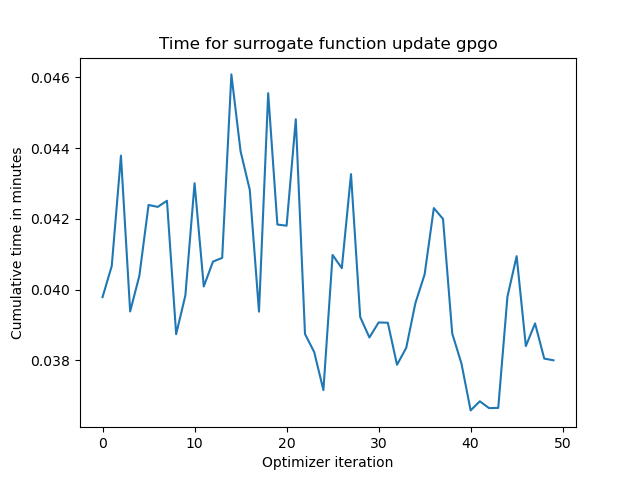 Time for surrogate function update gpgo
Cumulative time in minutes
0.046
0.044
0.042
0.040
0.038
0 10 20 30 40 50
Optimizer iteration